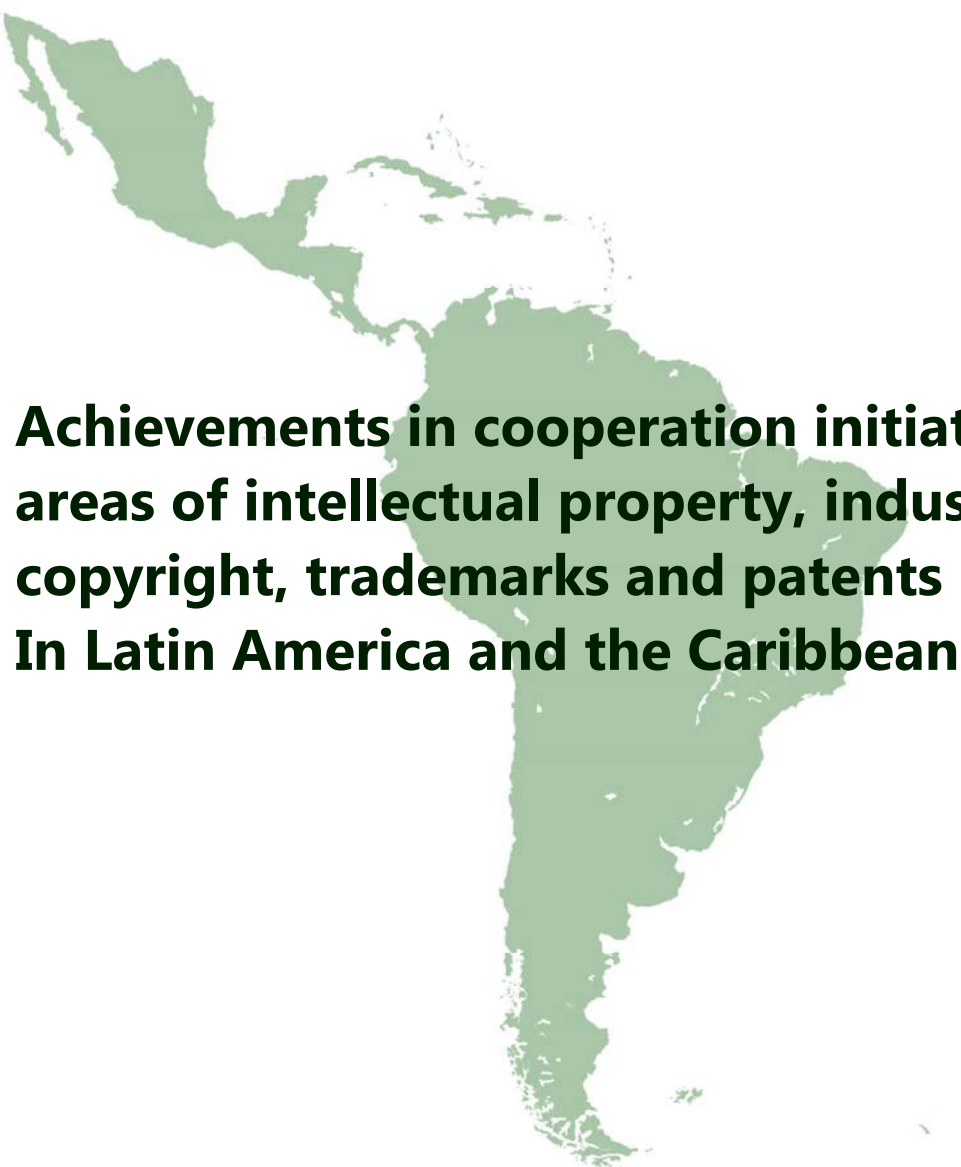 Achievements in cooperation initiat
areas of intellectual property, indus
copyright, trademarks and patents
In Latin America and the Caribbean